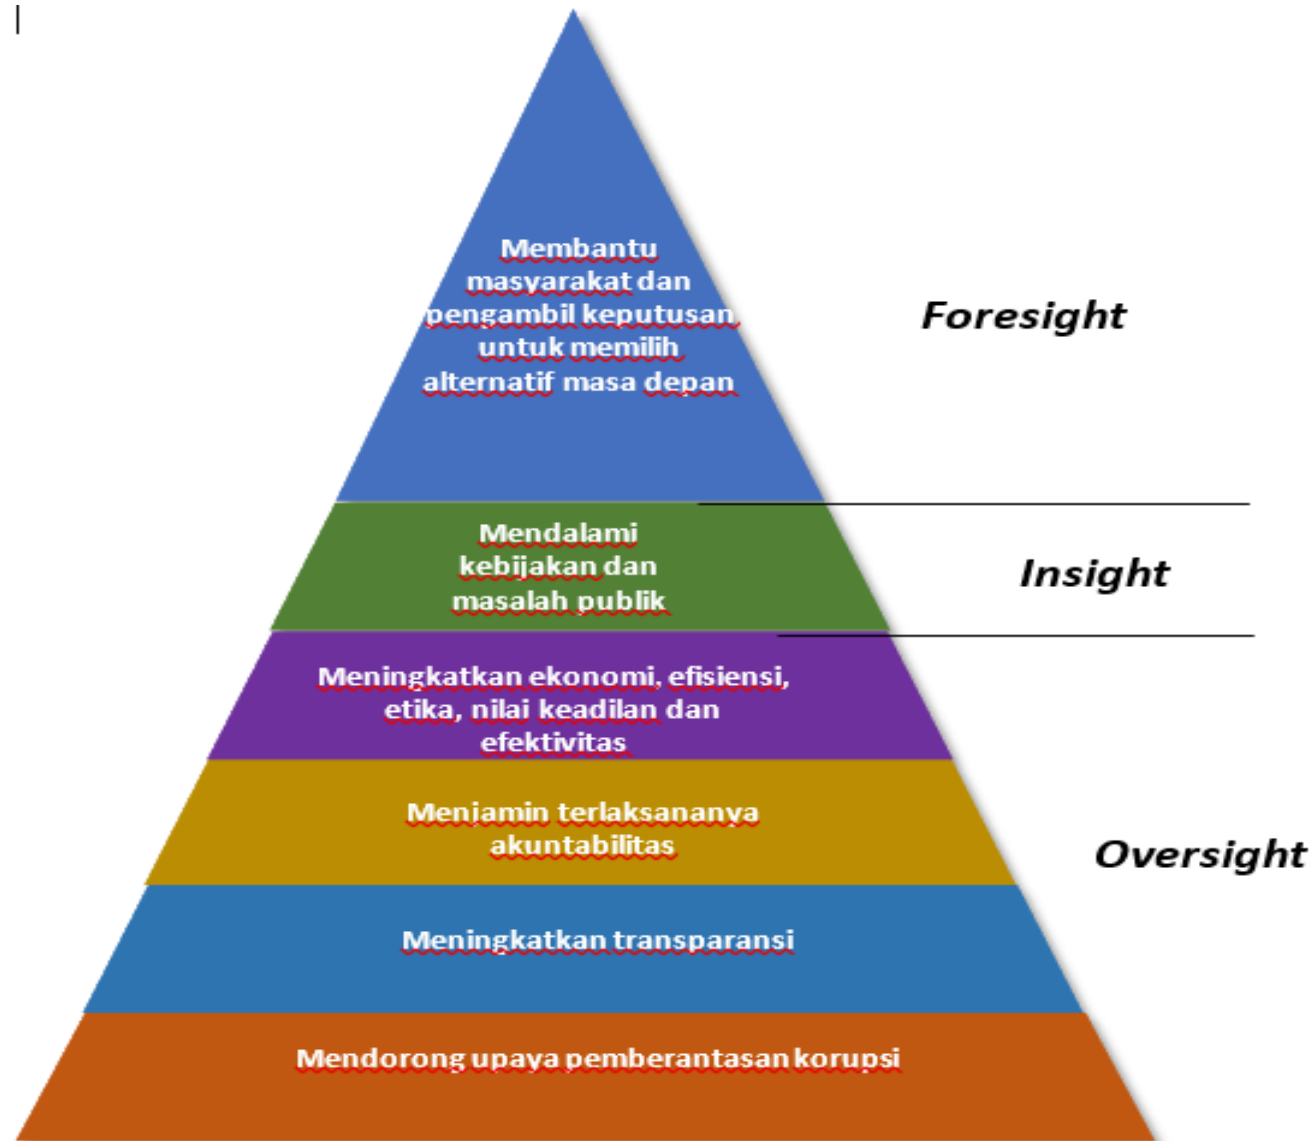 Membantu
masyarakat dan
pengambil keputusan
untuk memilih
alternatif masa depan
Foresight
Mendalami
kebijakan dan
masalah publik
Insight
Meningkatkan ekonomi, efisiensi,
etika, nilai keadilan dan
efektivitas
Menjamin terlaksananya
akuntabilitas
Oversight
Meningkatkan transparansi
Mendorong upaya pemberantasan korupsi